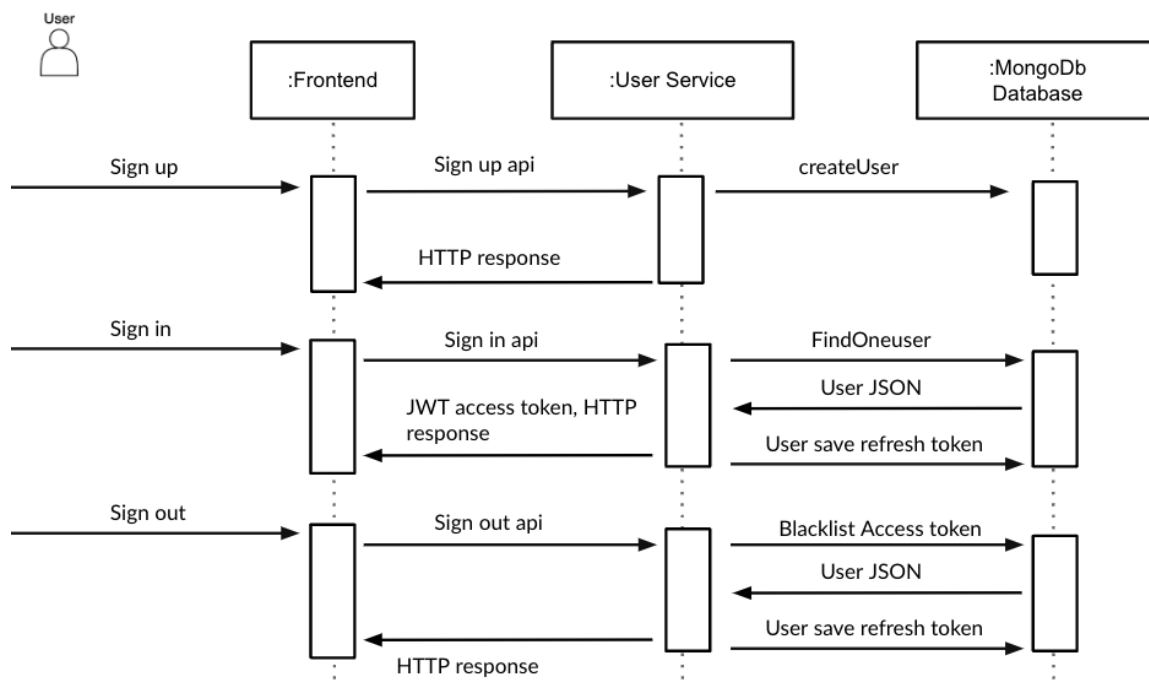 User
:Frontend
:User Service
:MongoDb
Database
Sign up
Sign up api
createUser
HTTP response
Sign in
Sign in api
FindOneuser
User JSON
JWT access token, HTTP
response
User save refresh token
Sign out
Sign out api
Blacklist Access token
User JSON
User save refresh token
HTTP response